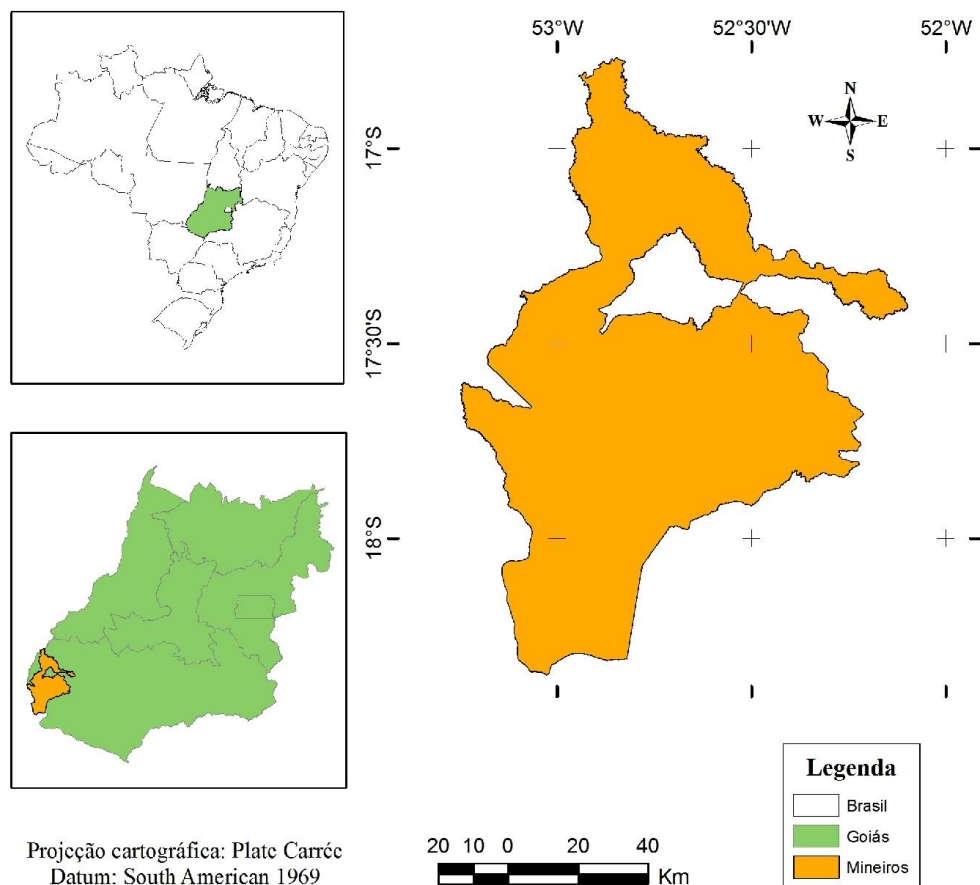 53°W 52°30'W 52°W
N
W E
S
17°S
17°30'S
18°S
Legenda
Brasil
Goiás
Mineiros
Projeção cartográfica: Plate Carrée
Datum: South American 1969
20 10 0 20 40
Km